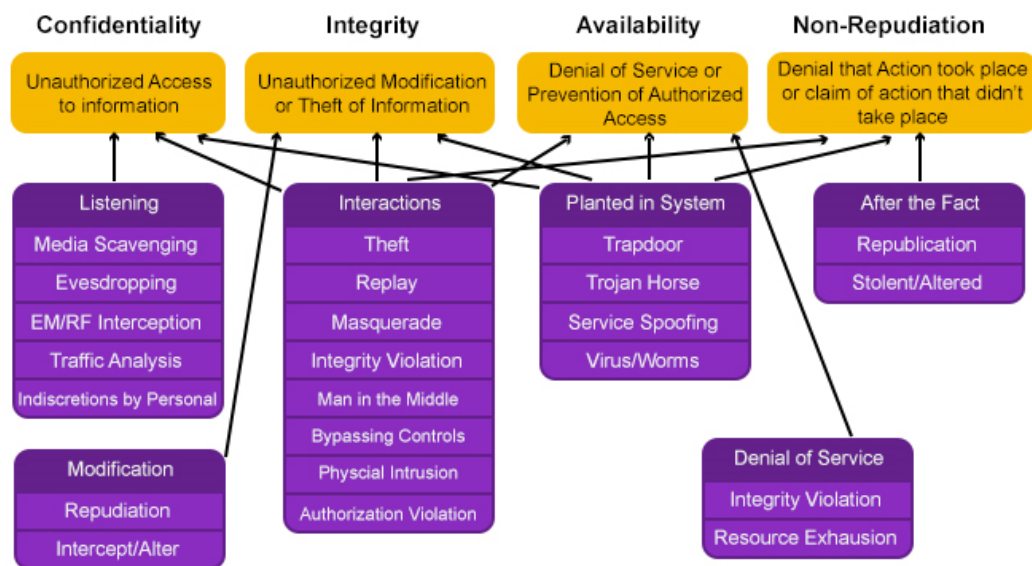 Confidentiality
Integrity
Availability
Non-Repudiation
Unauthorized Access
to information
Unauthorized Modification
or Theft of Information
Denial of Service or
Prevention of Authorized
Access
Denial that Action took place
or claim of action that didn't
take place
Listening
Media Scavenging
Evesdropping
EM/RF Interception
Traffic Analysis
Indiscretions by Personal
Interactions
Theft
Replay
Masquerade
Integrity Violation
Man in the Middle
Bypassing Controls
Physcial Intrusion
Authorization Violation
Planted in System
Trapdoor
Trojan Horse
Service Spoofing
Virus/Worms
After the Fact
Republication
Stolent/Altered
Modification
Repudiation
Intercept/Alter
Denial of Service
Integrity Violation
Resource Exhausion